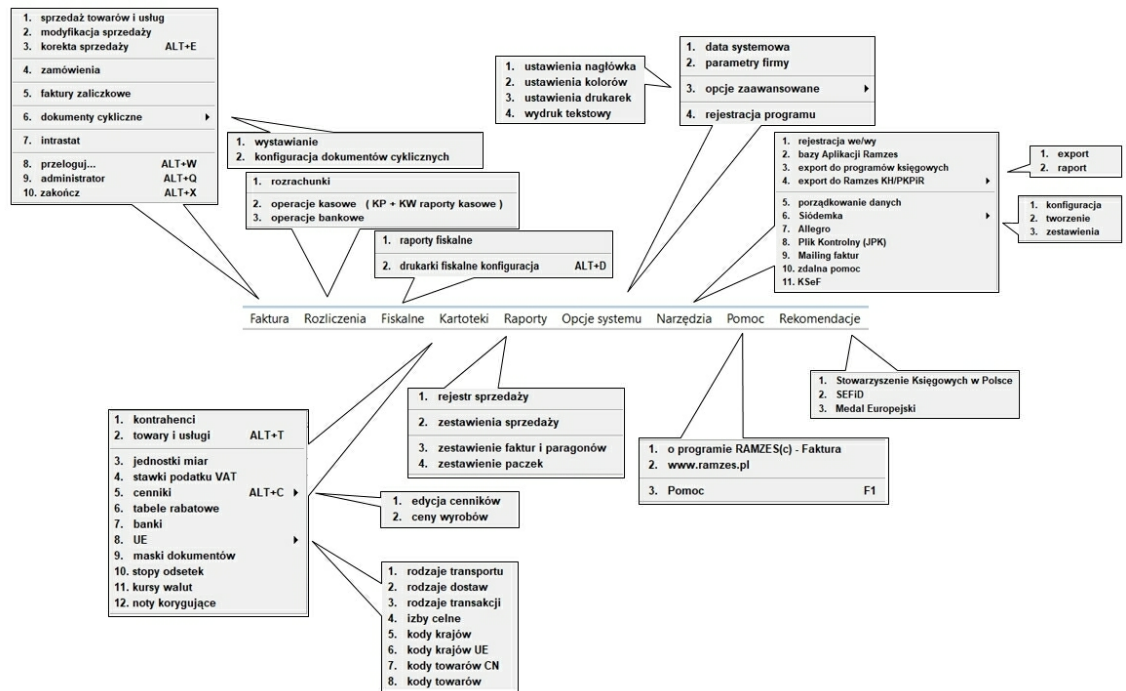 1. sprzedaż towarów i usług
2. modyfikacja sprzedaży
3. korekta sprzedaży ALT+E
4. zamówienia
5. faktury zaliczkowe
6. dokumenty cykliczne
7. intrastat
8. przeloguj... ALT+W
9. administrator ALT+Q
10. zakończ ALT+X
1. wystawianie
2. konfiguracja dokumentów cyklicznych
1. rozrachunki
2. operacje kasowe ( KP + KW raporty kasowe )
3. operacje bankowe
1. raporty fiskalne
2. drukarki fiskalne konfiguracja ALT+D
1. ustawienia nagłówka
2. ustawienia kolorów
3. ustawienia drukarek
4. wydruk tekstowy
1. data systemowa
2. parametry firmy
3. opcje zaawansowane
4. rejestracja programu
1. rejestracja we/wy
2. bazy Aplikacji Ramzes
3. export do programów księgowych
4. export do Ramzes KH/PKPiR
5. porządkowanie danych
6. Siódemka
7. Allegro
8. Plik Kontrolny (JPK)
9. Mailing faktur
10. zdalna pomoc
11. KSeF
1. export
2. raport
1. konfiguracja
2. tworzenie
3. zestawienia
Faktura Rozliczenia Fiskalne Kartoteki Raporty Opcje systemu Narzędzia Pomoc Rekomendacje
1. kontrahenci
2. towary i usługi ALT+T
3. jednostki miar
4. stawki podatku VAT
5. cenniki ALT+C
6. tabele rabatowe
7. banki
8. UE
9. maski dokumentów
10. stopy odsetek
11. kursy walut
12. noty korygujące
1. rejestr sprzedaży
2. zestawienia sprzedaży
3. zestawienie faktur i paragonów
4. zestawienie paczek
1. edycja cenników
2. ceny wyrobów
1. rodzaje transportu
2. rodzaje dostaw
3. rodzaje transakcji
4. izby celne
5. kody krajów
6. kody krajów UE
7. kody towarów CN
8. kody towarów
1. o programie RAMZES(c) - Faktura
2. www.ramzes.pl
3. Pomoc F1
1. Stowarzyszenie Księgowych w Polsce
2. SEFiD
3. Medal Europejski